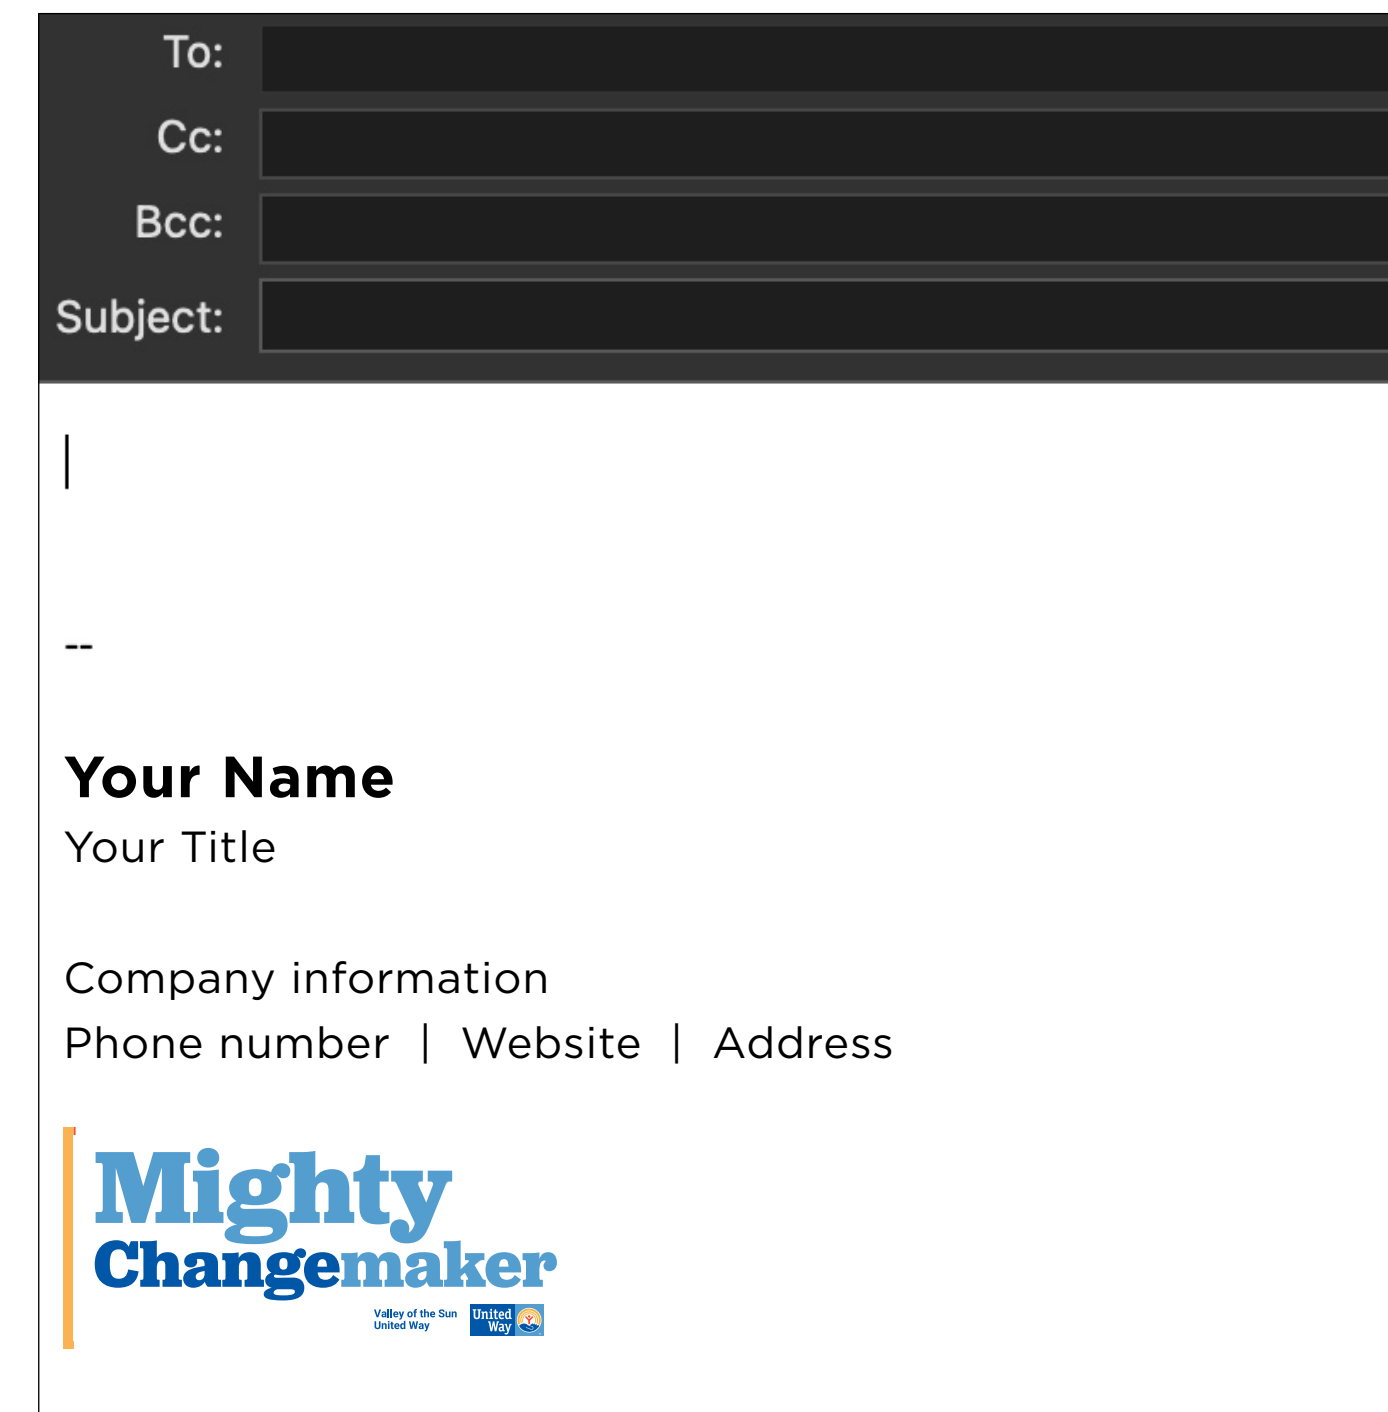 To:
Cc:
Bcc:
Subject:
--
Your Name
Your Title
Company information
Phone number | Website | Address
Mighty
Changemaker
Valley of the Sun
United Way
United
Way